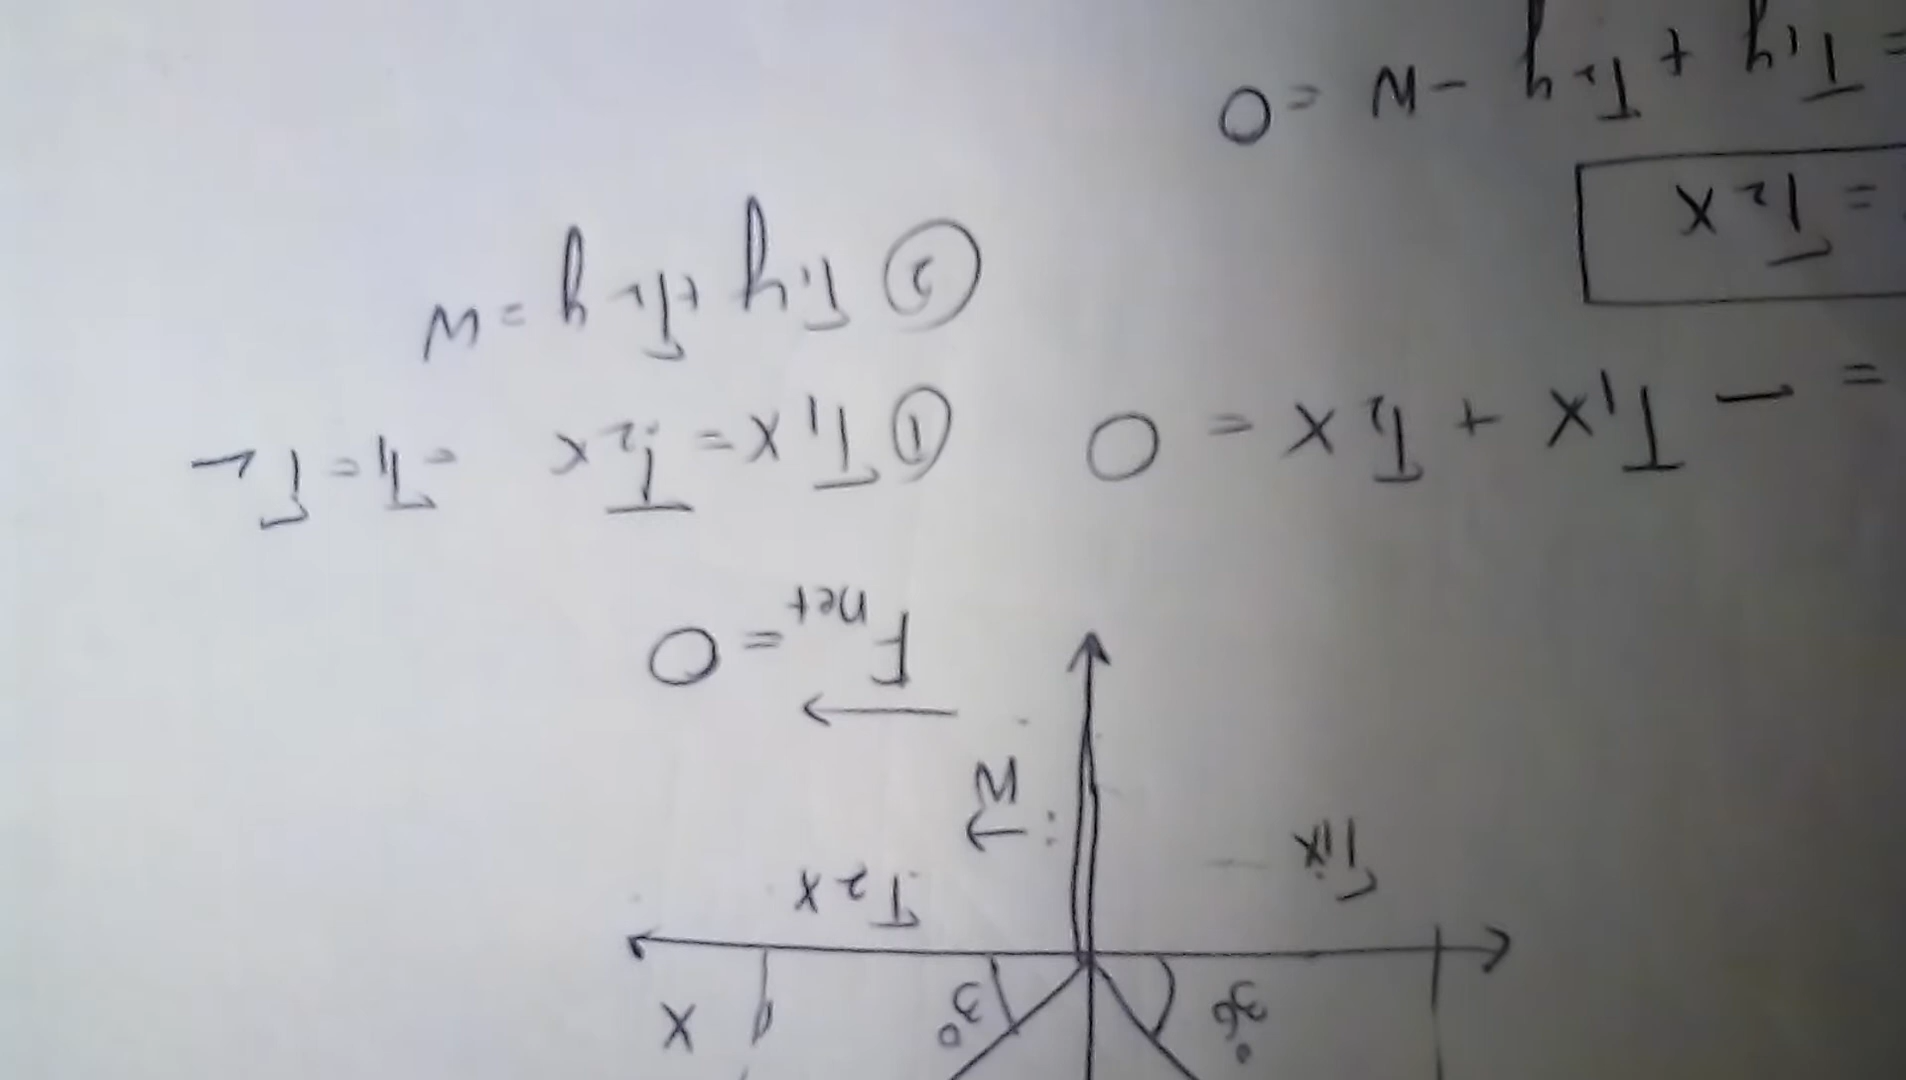 30°
30°
X
T1x
T2x
W
Fnet = 0
= - T1x + T2x = 0
① T1x = T2x = T1 = T2
= T2x
② T1y + T2y = W
= T1y + T2y - W = 0